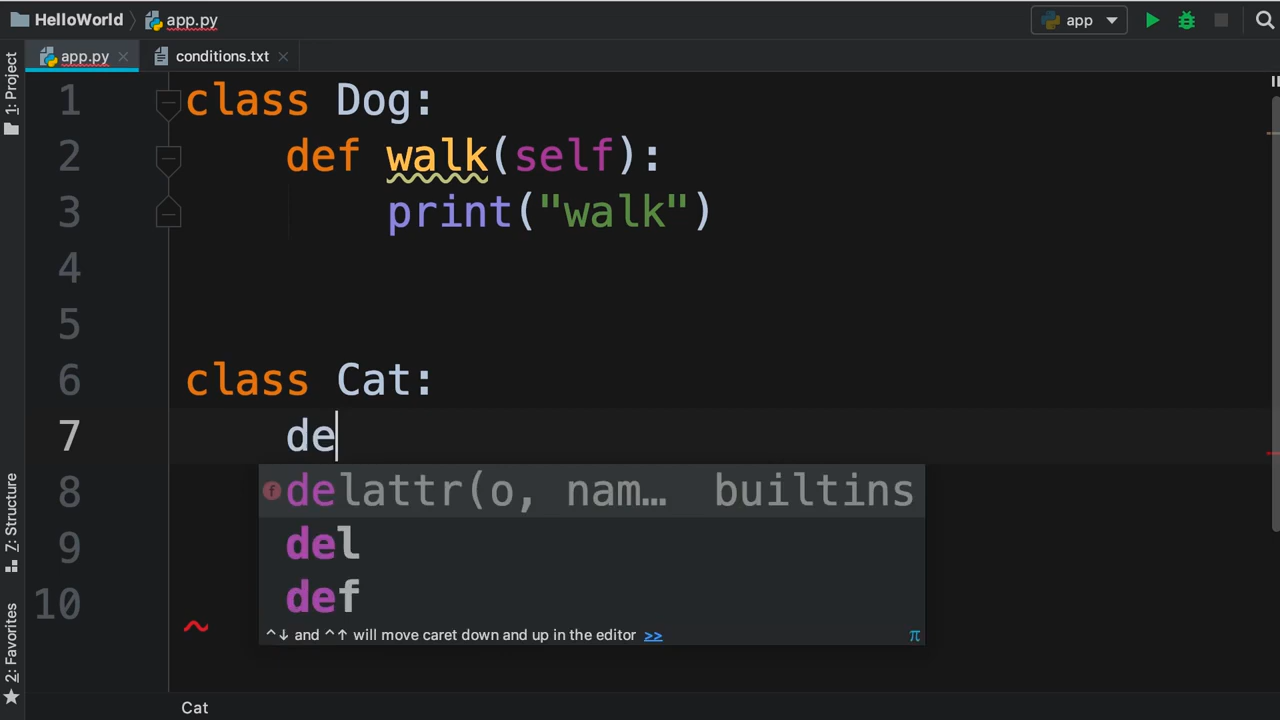 HelloWorld app.py app
app.py conditions.txt
1: Project
7: Structure
2: Favorites
1 class Dog:
2 def walk(self):
3 print("walk")
4
5
6 class Cat:
7 de
8
9
10
delattr(o, nam… builtins
del
def
^↓ and ^↑ will move caret down and up in the editor >> π
Cat